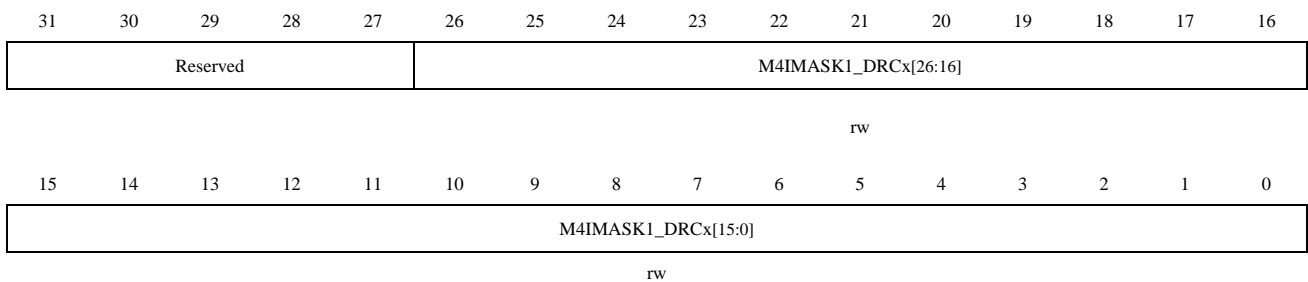 31 30 29 28 27 26 25 24 23 22 21 20 19 18 17 16
Reserved M4IMASK1_DRCx[26:16]
rw
15 14 13 12 11 10 9 8 7 6 5 4 3 2 1 0
M4IMASK1_DRCx[15:0]
rw